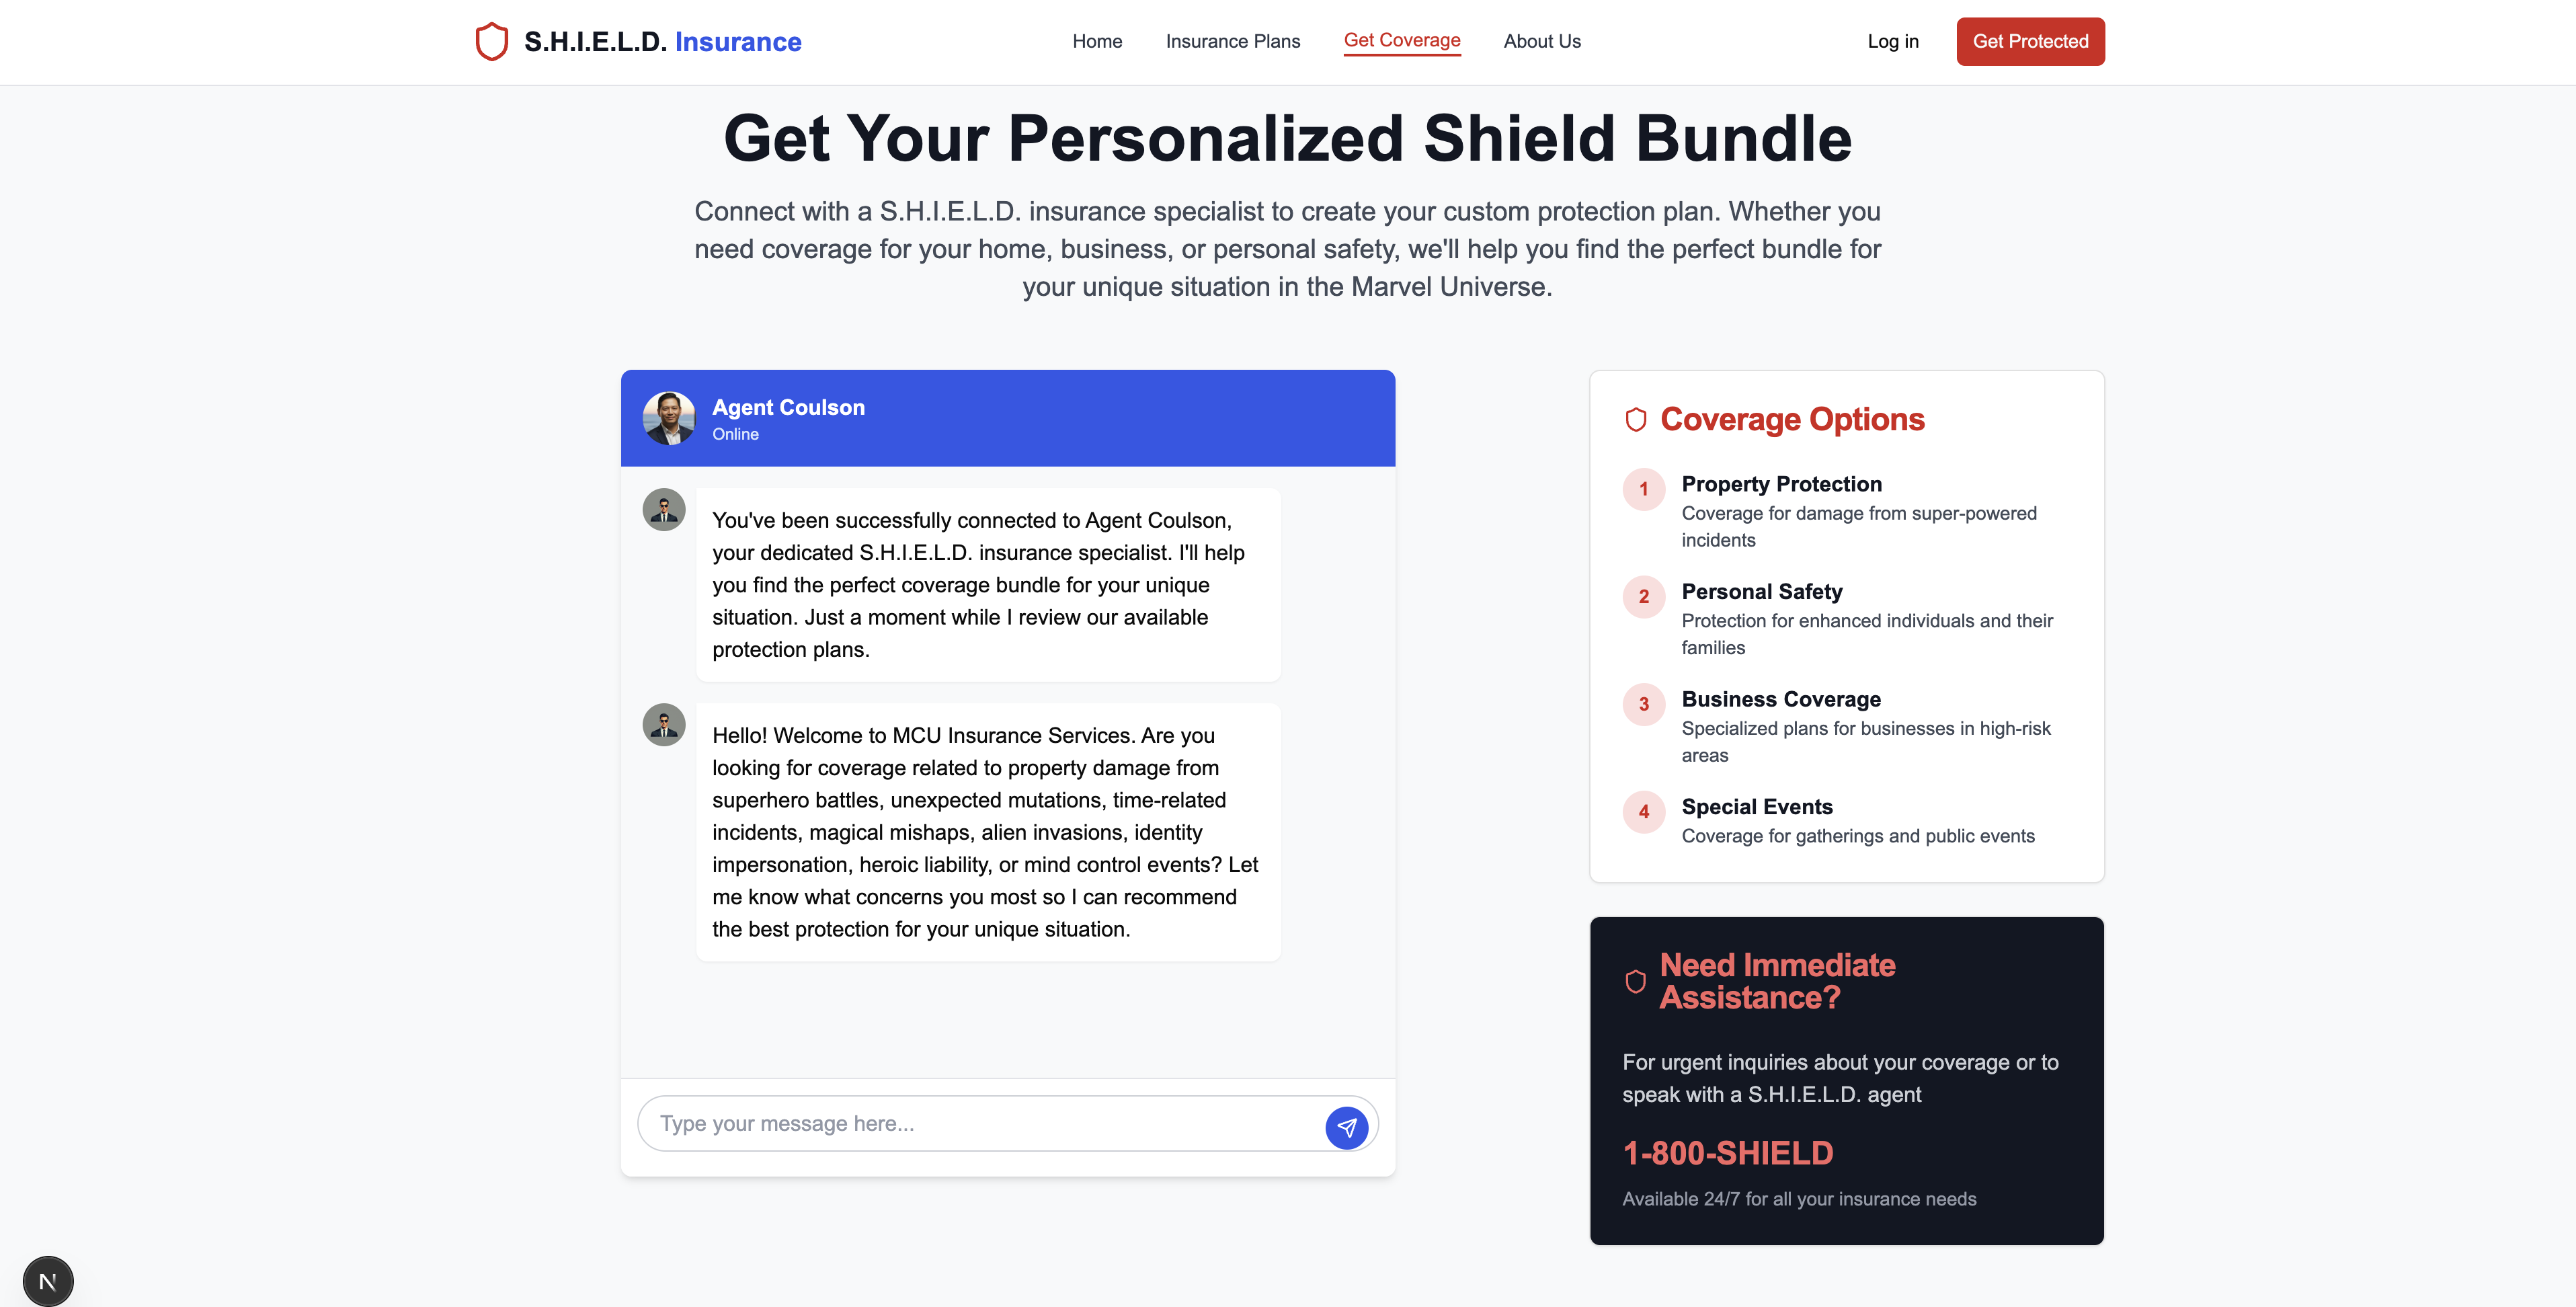 S.H.I.E.L.D. Insurance
Home
Insurance Plans
Get Coverage
About Us
Log in
Get Protected
Get Your Personalized Shield Bundle
Connect with a S.H.I.E.L.D. insurance specialist to create your custom protection plan. Whether you
need coverage for your home, business, or personal safety, we'll help you find the perfect bundle for
your unique situation in the Marvel Universe.
Agent Coulson
Online
You've been successfully connected to Agent Coulson,
your dedicated S.H.I.E.L.D. insurance specialist. I'll help
you find the perfect coverage bundle for your unique
situation. Just a moment while I review our available
protection plans.
Hello! Welcome to MCU Insurance Services. Are you
looking for coverage related to property damage from
superhero battles, unexpected mutations, time-related
incidents, magical mishaps, alien invasions, identity
impersonation, heroic liability, or mind control events? Let
me know what concerns you most so I can recommend
the best protection for your unique situation.
Type your message here...
Coverage Options
1
Property Protection
Coverage for damage from super-powered
incidents
2
Personal Safety
Protection for enhanced individuals and their
families
3
Business Coverage
Specialized plans for businesses in high-risk
areas
4
Special Events
Coverage for gatherings and public events
Need Immediate
Assistance?
For urgent inquiries about your coverage or to
speak with a S.H.I.E.L.D. agent
1-800-SHIELD
Available 24/7 for all your insurance needs
N